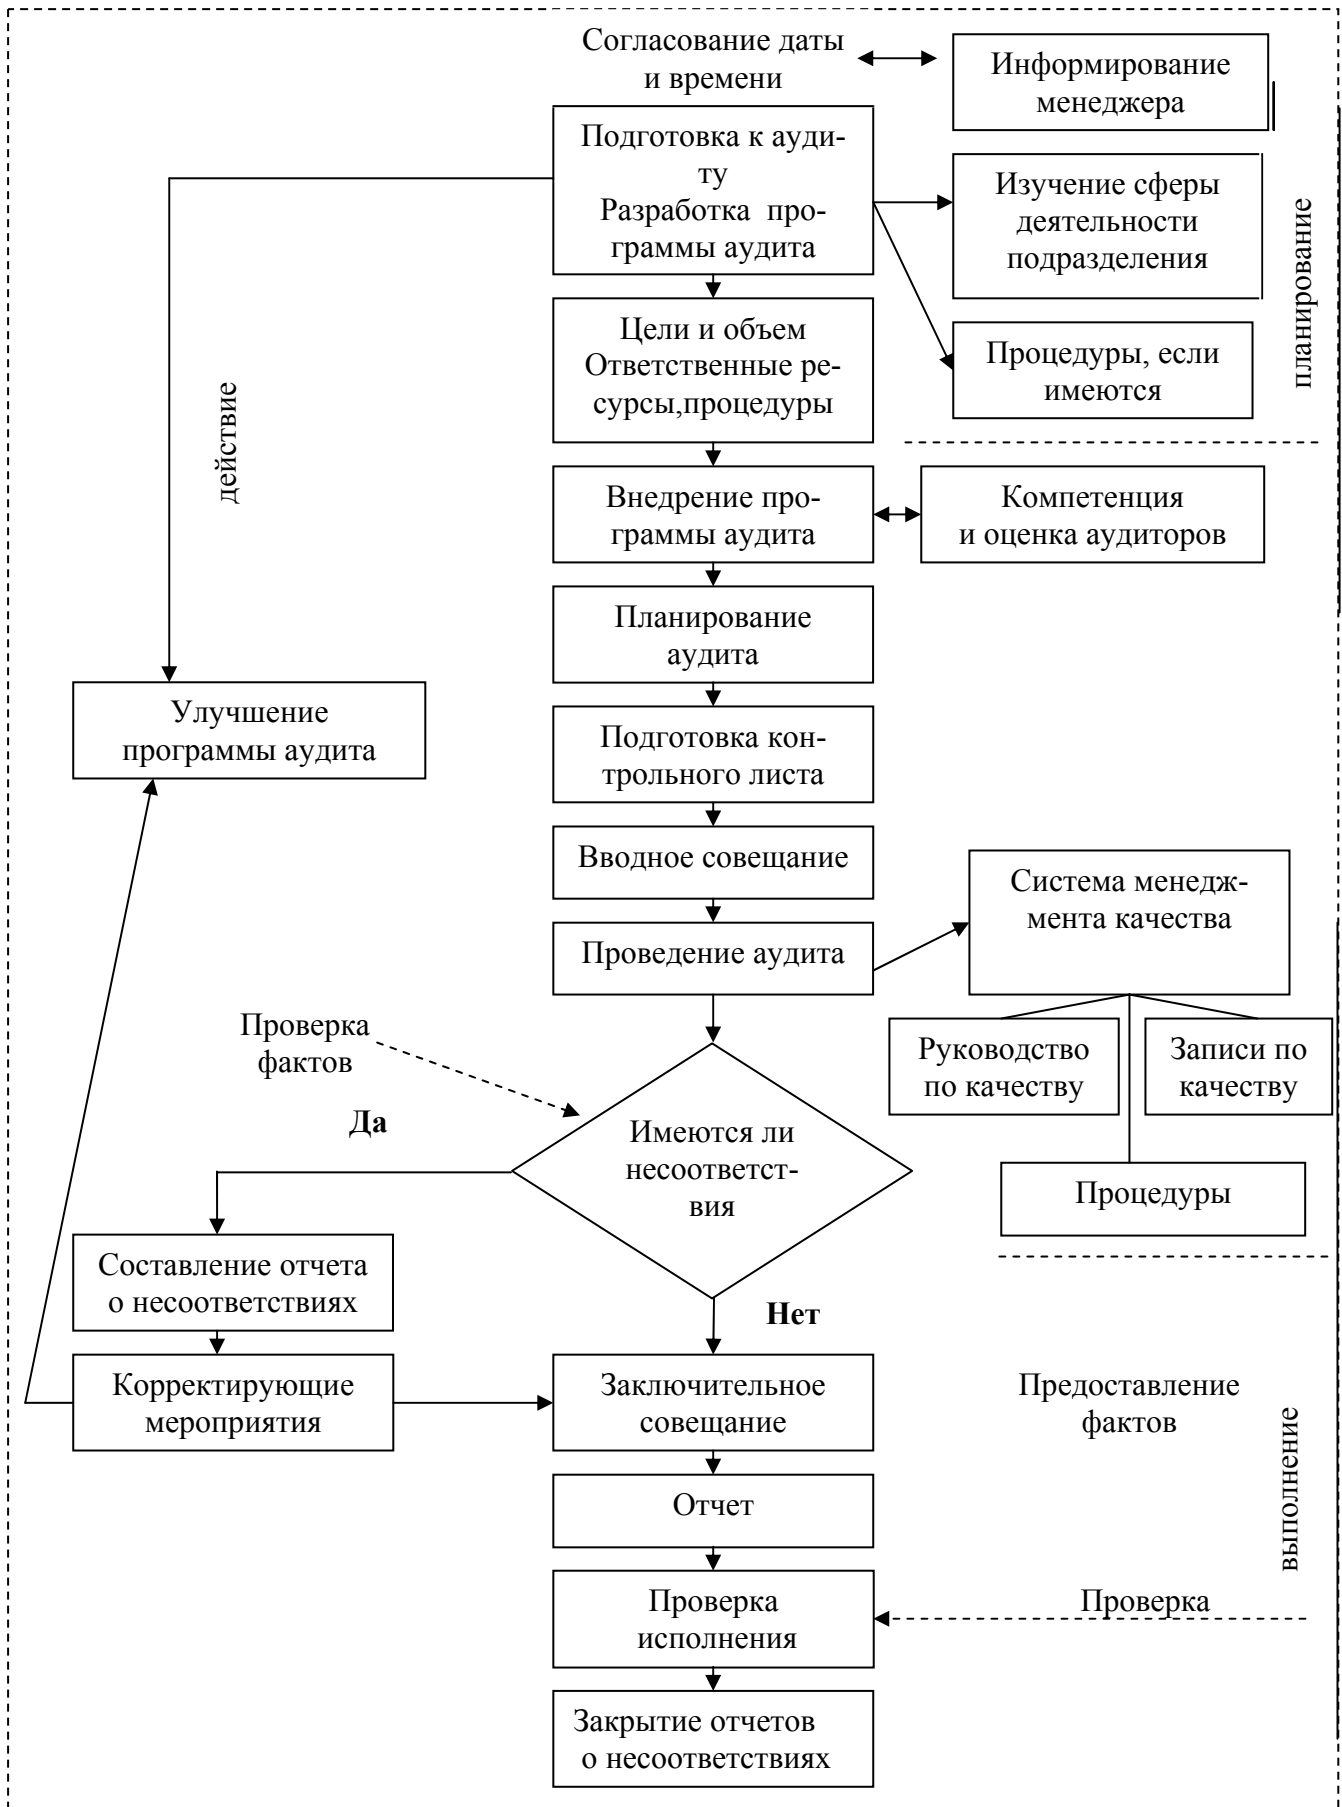 Согласование даты
и времени
Информирование
менеджера
Подготовка к ауди-
ту
Разработка про-
граммы аудита
Изучение сферы
деятельности
подразделения
планирование
Цели и объем
Ответственные ре-
сурсы,процедуры
Процедуры, если
имеются
действие
Внедрение про-
граммы аудита
Компетенция
и оценка аудиторов
Планирование
аудита
Улучшение
программы аудита
Подготовка кон-
трольного листа
Вводное совещание
Система менедж-
мента качества
Проведение аудита
Проверка
фактов
Руководство
по качеству
Записи по
качеству
Да
Имеются ли
несоответст-
вия
Процедуры
Составление отчета
о несоответствиях
Нет
Корректирующие
мероприятия
Заключительное
совещание
Предоставление
фактов
выполнение
Отчет
Проверка
исполнения
Проверка
Закрытие отчетов
о несоответствиях